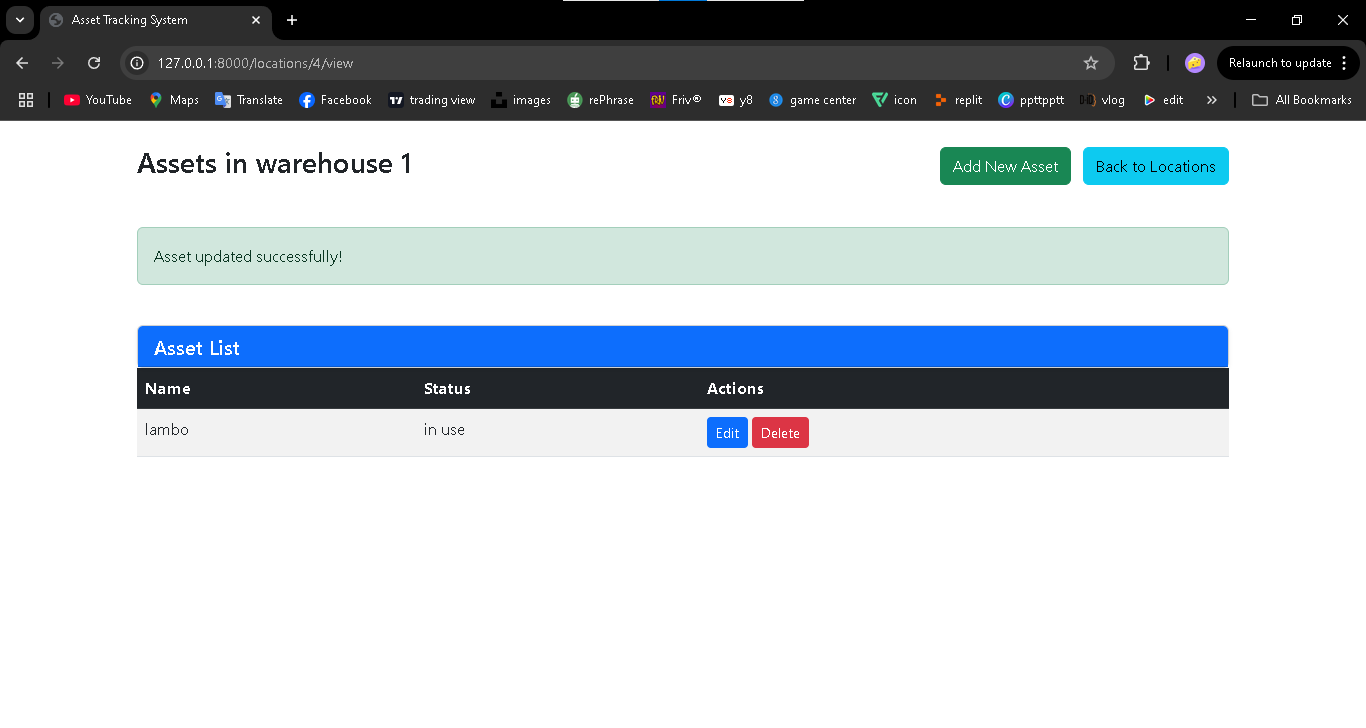 Asset Tracking System
127.0.0.1:8000/locations/4/view
Relaunch to update
YouTube Maps Translate Facebook trading view images rePhrase Friv® y8 game center icon replit ppttpptt vlog edit » All Bookmarks
Assets in warehouse 1
Add New Asset Back to Locations
Asset updated successfully!
Asset List
Name Status Actions
lambo in use Edit Delete